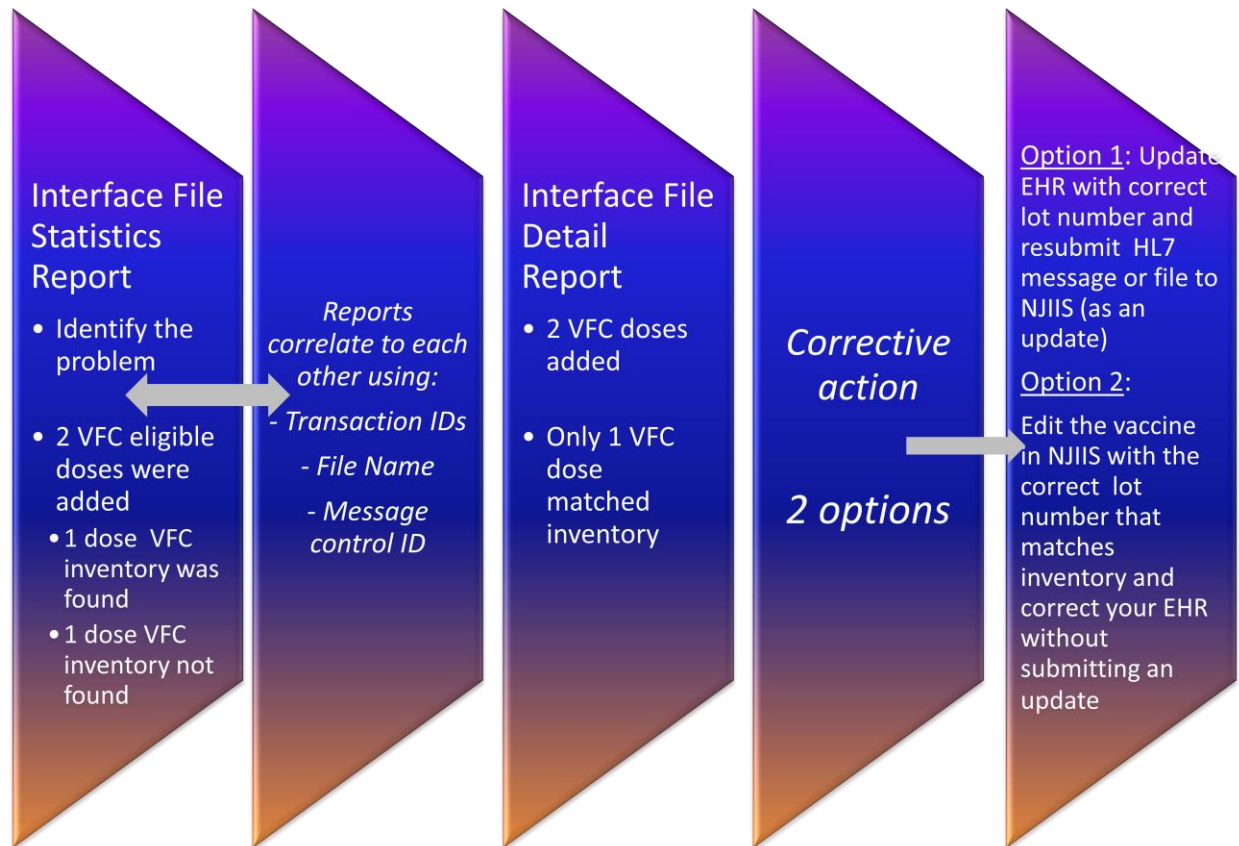 Interface File
Statistics
Report
• Identify the
problem
• 2 VFC eligible
doses were
added
• 1 dose VFC
inventory was
found
• 1 dose VFC
inventory not
found
Reports
correlate to each
other using:
- Transaction IDs
- File Name
- Message
control ID
Interface File
Detail
Report
• 2 VFC doses
added
• Only 1 VFC
dose
matched
inventory
Corrective
action
2 options
Option 1: Update
EHR with correct
lot number and
resubmit HL7
message or file to
NJIIS (as an
update)
Option 2:
Edit the vaccine
in NJIIS with the
correct lot
number that
matches
inventory and
correct your EHR
without
submitting an
update